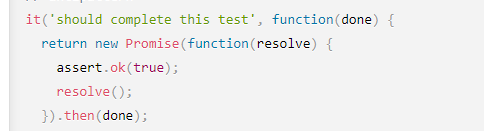 it('should complete this test', function(done) {
  return new Promise(function(resolve) {
    assert.ok(true);
    resolve();
  }).then(done);